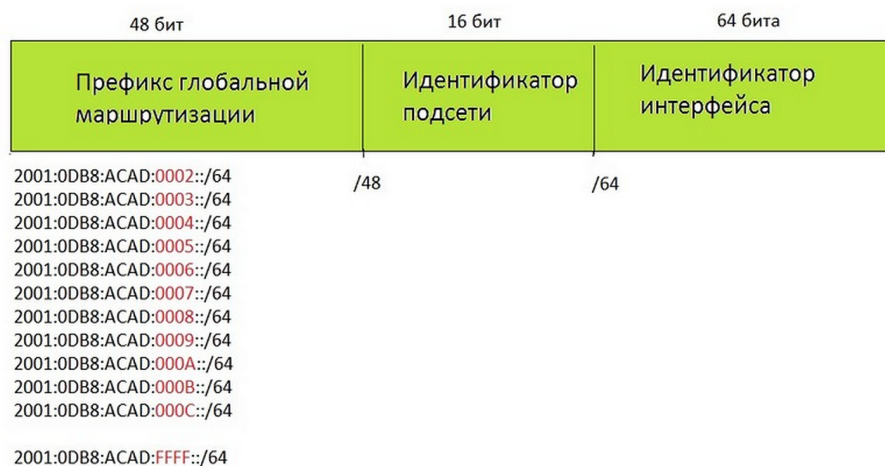 48 бит 16 бит 64 бита
Префикс глобальной маршрутизации
Идентификатор подсети
Идентификатор интерфейса
/48 /64
2001:0DB8:ACAD:0002::/64
2001:0DB8:ACAD:0003::/64
2001:0DB8:ACAD:0004::/64
2001:0DB8:ACAD:0005::/64
2001:0DB8:ACAD:0006::/64
2001:0DB8:ACAD:0007::/64
2001:0DB8:ACAD:0008::/64
2001:0DB8:ACAD:0009::/64
2001:0DB8:ACAD:000A::/64
2001:0DB8:ACAD:000B::/64
2001:0DB8:ACAD:000C::/64
2001:0DB8:ACAD:FFFF::/64